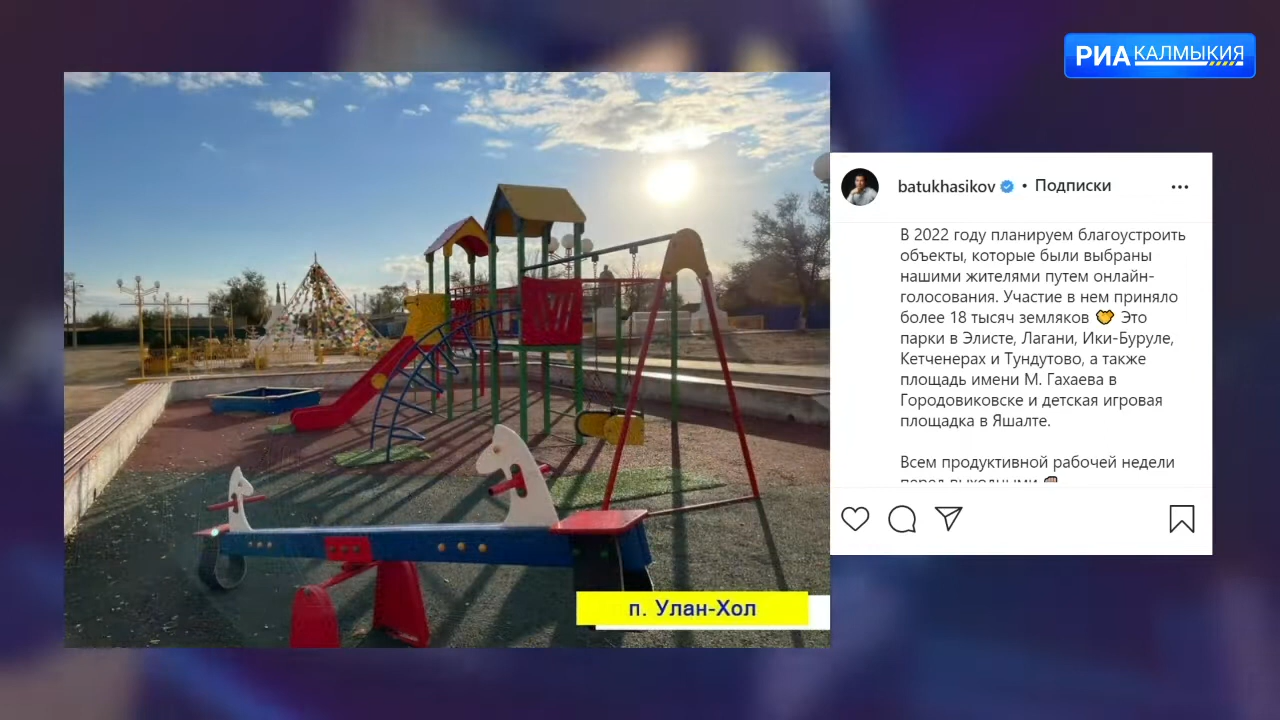 РИА КАЛМЫКИЯ
batukhasikov • Подписки
В 2022 году планируем благоустроить
объекты, которые были выбраны
нашими жителями путем онлайн-
голосования. Участие в нем приняло
более 18 тысяч земляков Это
парки в Элисте, Лагани, Ики-Буруле,
Кетченерах и Тундутово, а также
площадь имени М. Гахаева в
Городовиковске и детская игровая
площадка в Яшалте.
Всем продуктивной рабочей недели
перед выходными
п. Улан-Хол